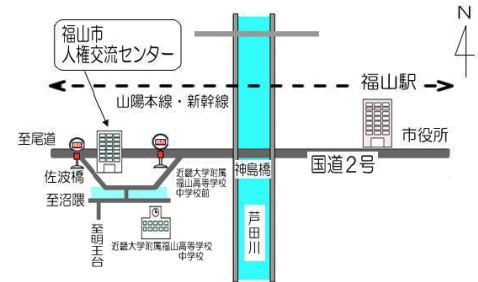 福山市
人権交流センター
N
福山駅
山陽本線・新幹線
至尾道
市役所
佐波橋
近畿大学附属
福山高等学校
中学校前
神島橋
国道2号
至沼隈
至明王台
近畿大学附属福山高等学校
中学校
芦田川